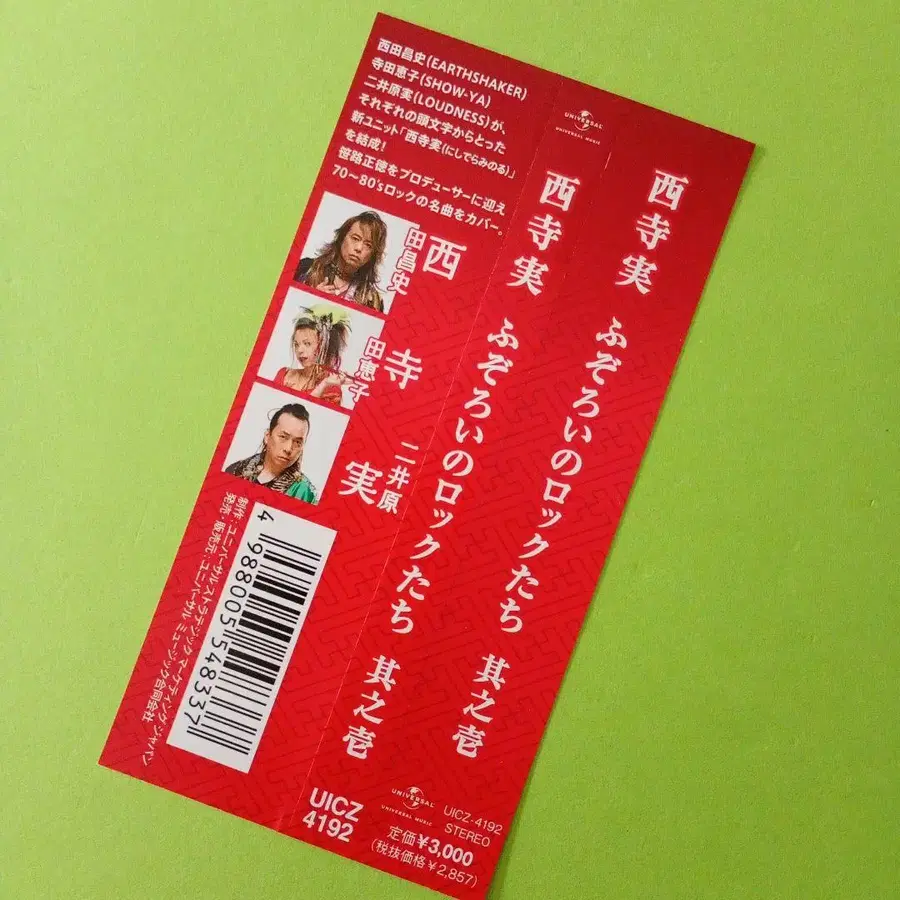 西田昌史(EARTHSHAKER)
寺田恵子(SHOW-YA)
二井原実(LOUDNESS)が、
それぞれの頭文字からとった
新ユニット「西寺実(にしでらみのる)」
を結成!
笹路正徳をプロデューサーに迎え
70~80'sロックの名曲をカバー。
西田昌史
寺田恵子
二井原実
4 988005 548337
制作:ユニバーサル ストラテジック マーケティング ジャパン
発売・販売元:ユニバーサル ミュージック合同会社
UNIVERSAL
UNIVERSAL MUSIC
西寺実 ふぞろいのロックたち 其之壱
UICZ
4192
西寺実 ふぞろいのロックたち 其之壱
UNIVERSAL
UNIVERSAL MUSIC
UICZ-4192
STEREO
定価¥3,000
(税抜価格¥2,857)